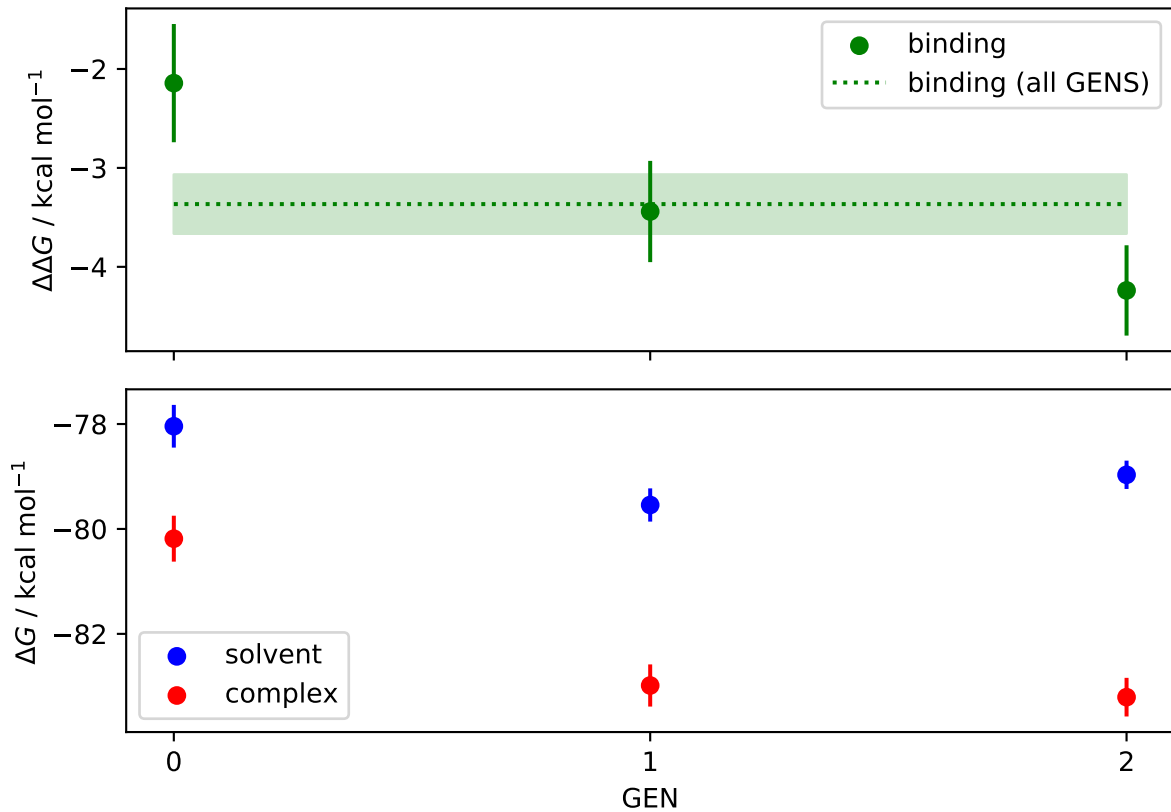 binding
binding (all GENS)
ΔΔG / kcal mol⁻¹
−2
−3
−4
ΔG / kcal mol⁻¹
−78
−80
−82
solvent
complex
0
1
2
GEN